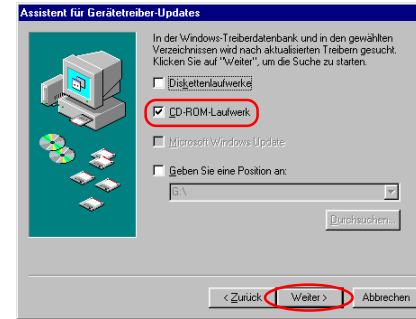 Assistent für Gerätetreiber-Updates
In der Windows-Treiberdatenbank und in den gewählten
Verzeichnissen wird nach aktualisierten Treibern gesucht.
Klicken Sie auf "Weiter", um die Suche zu starten.
Diskettenlaufwerke
CD-ROM-Laufwerk
Microsoft Windows Update
Geben Sie eine Position an:
G:\
Durchsuchen...
< Zurück
Weiter >
Abbrechen